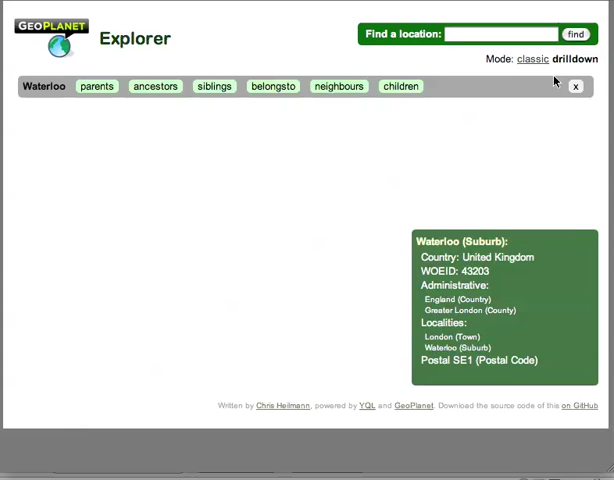 GEOPLANET
Explorer
Find a location: find
Mode: classic drilldown
Waterloo parents ancestors siblings belongsto neighbours children x
Waterloo (Suburb):
Country: United Kingdom
WOEID: 43203
Administrative:
England (Country)
Greater London (County)
Localities:
London (Town)
Waterloo (Suburb)
Postal SE1 (Postal Code)
Written by Chris Heilmann, powered by YQL and GeoPlanet. Download the source code of this on GitHub